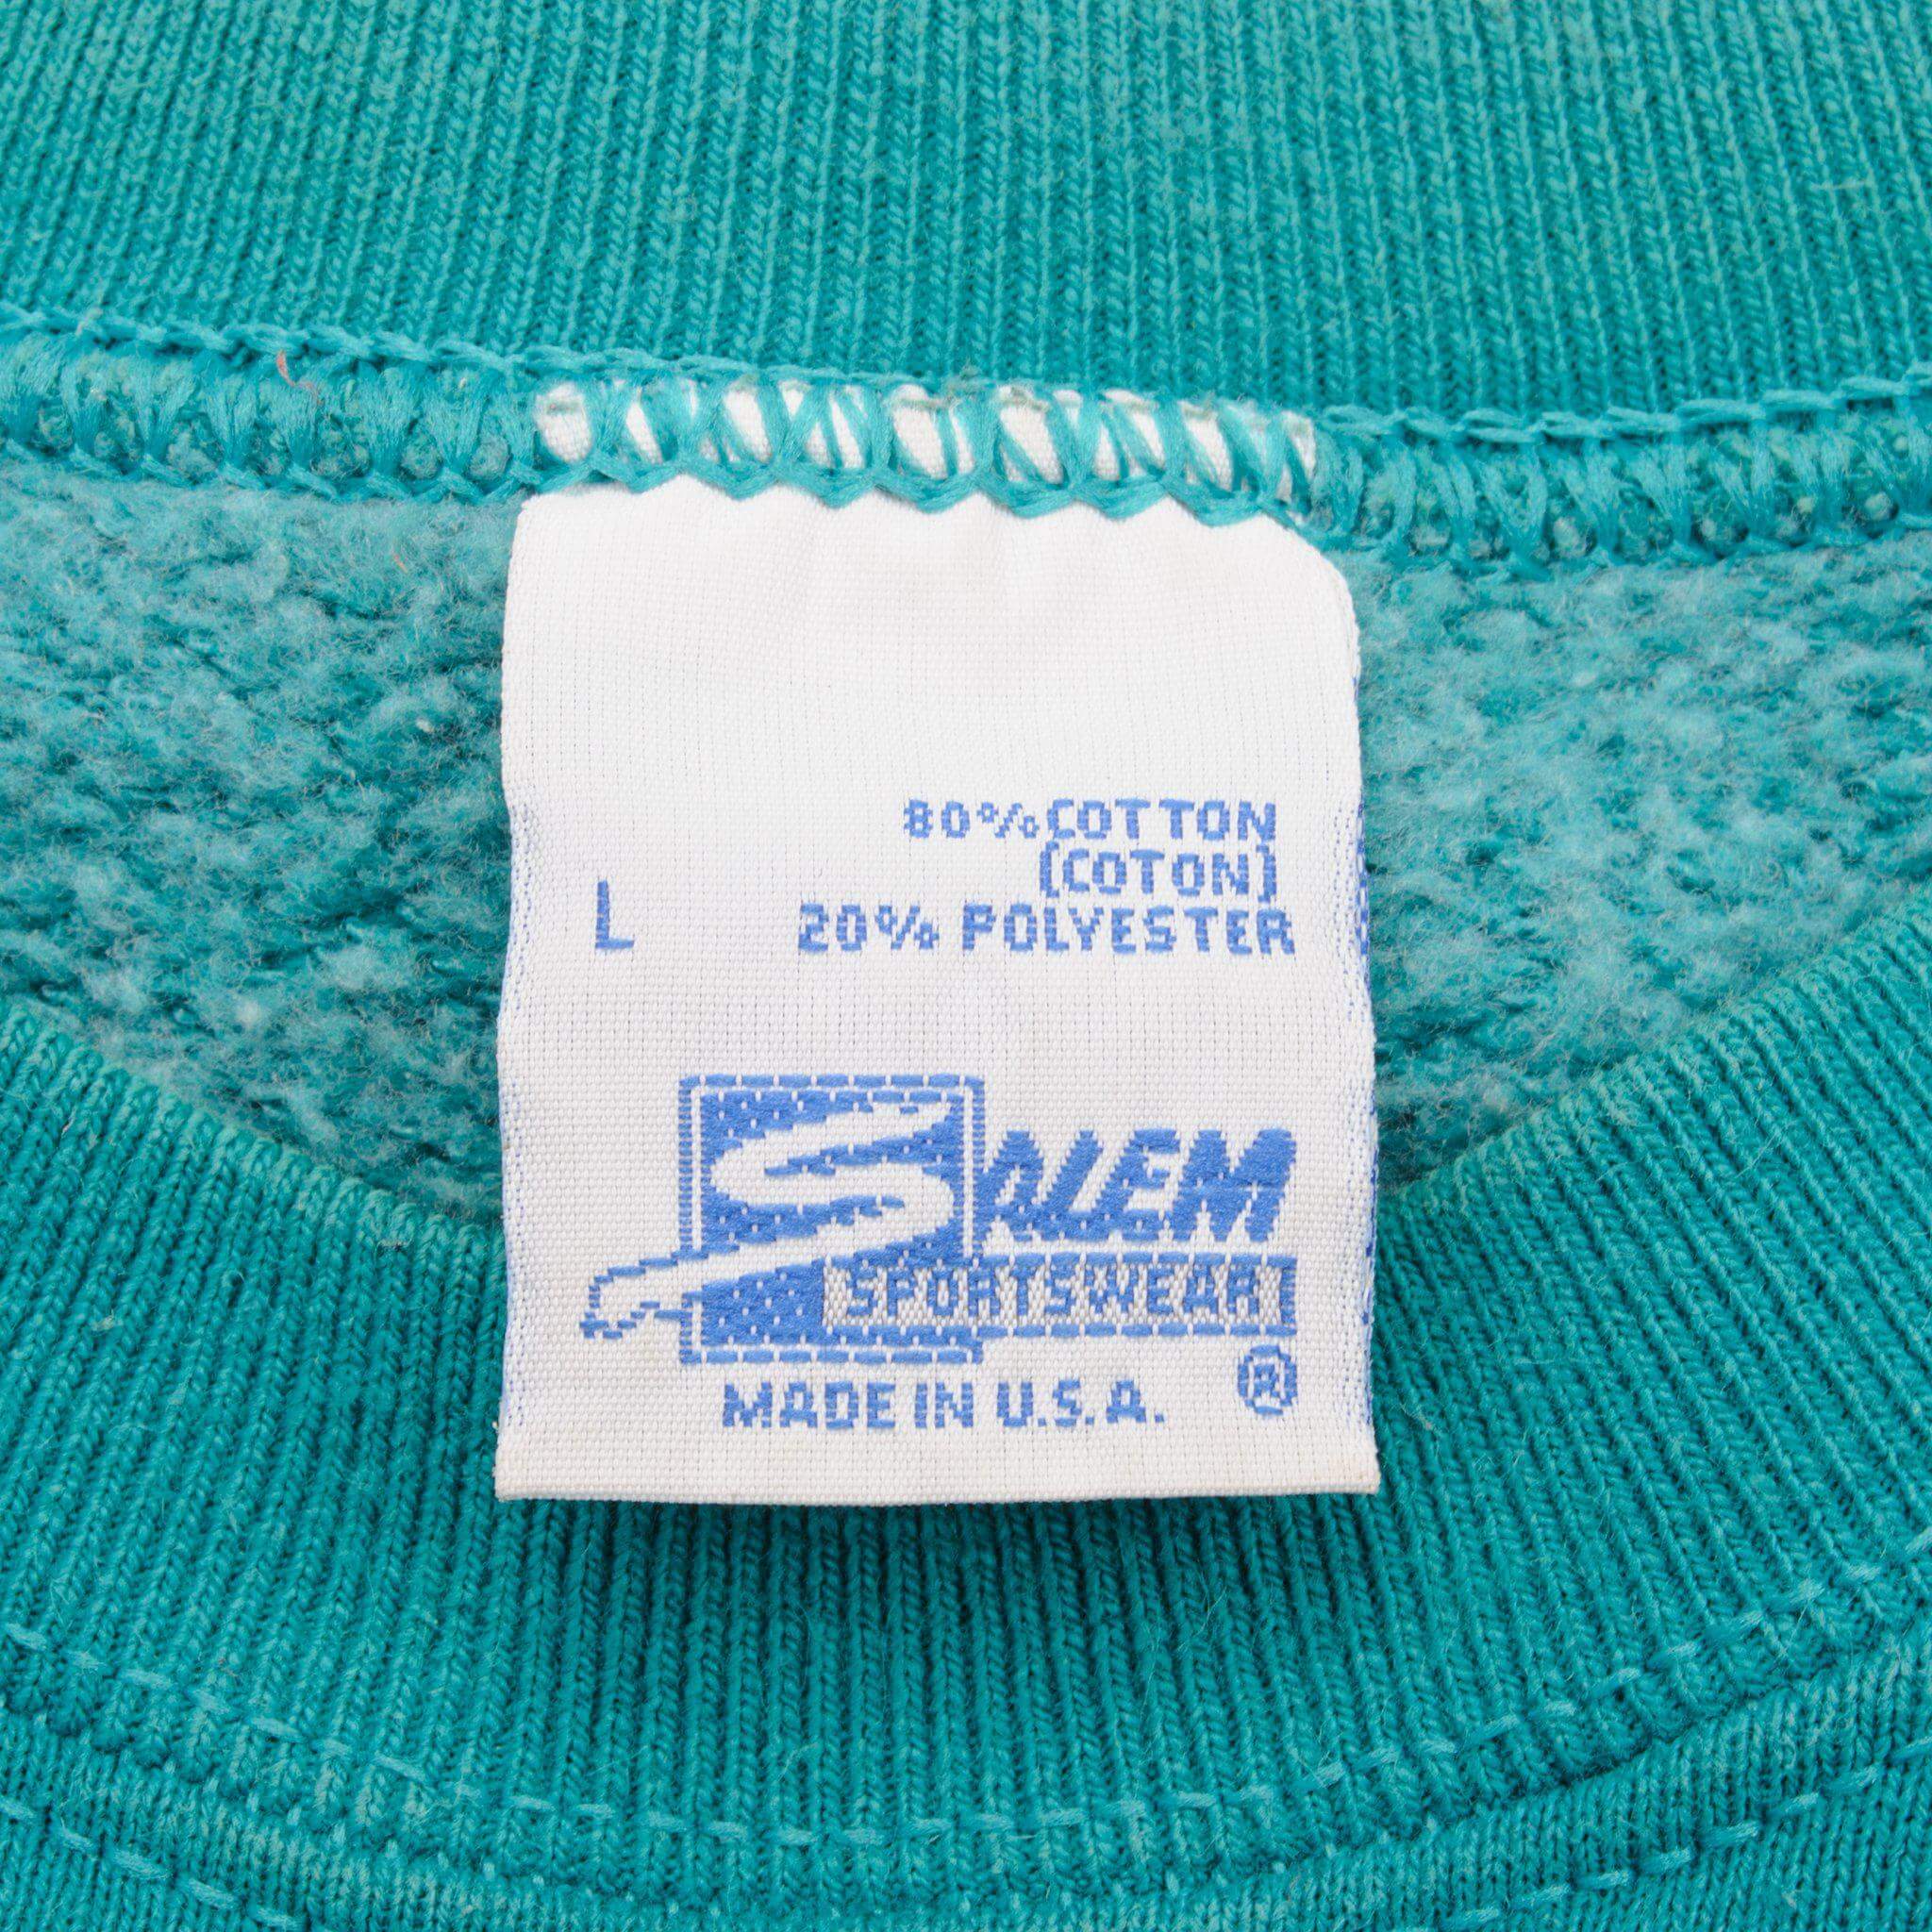 80% COTTON
(COTON)
L 20% POLYESTER
SALEM
SPORTSWEAR
®
MADE IN U.S.A.